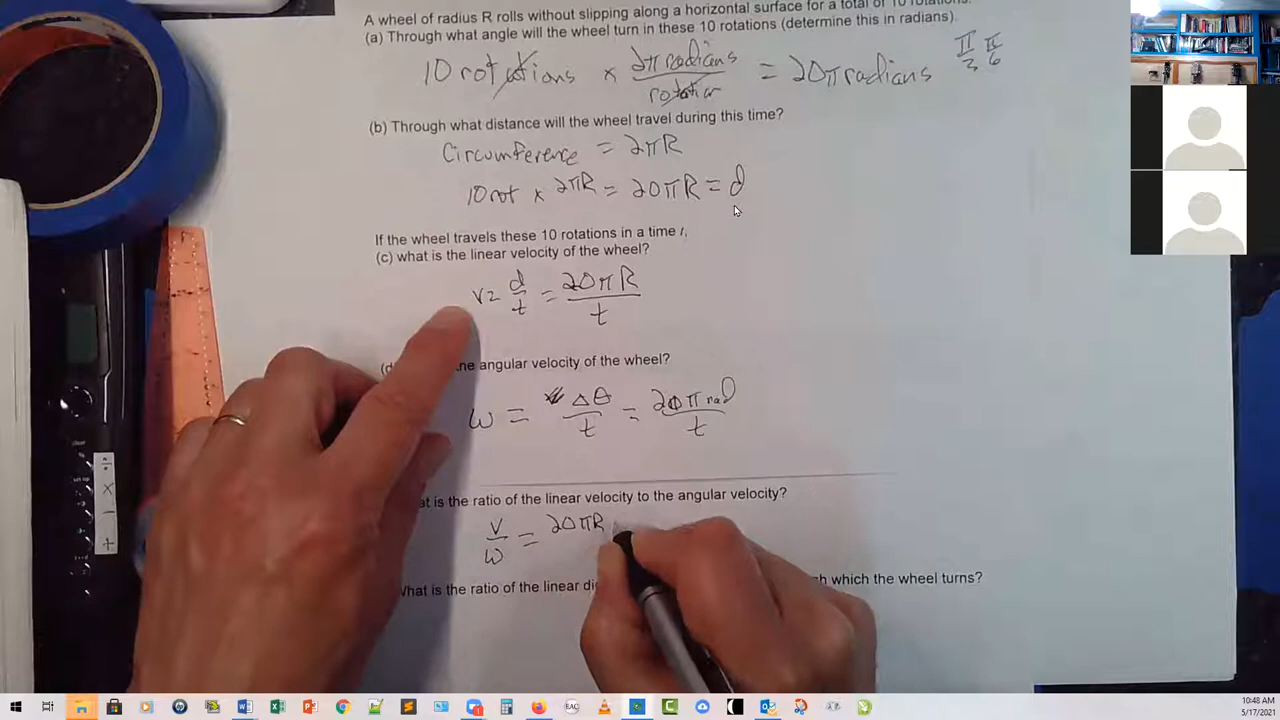 A wheel of radius R rolls without slipping along a horizontal surface for a total of 10 rotations.
(a) Through what angle will the wheel turn in these 10 rotations (determine this in radians).
10 rotations × 2π radians / rotation = 20π radians π/3 π/6
(b) Through what distance will the wheel travel during this time?
Circumference = 2πR
10 rot × 2πR = 20πR = d
If the wheel travels these 10 rotations in a time t,
(c) what is the linear velocity of the wheel?
v = d/t = 20πR/t
the angular velocity of the wheel?
ω = Δθ/t = 20π rad/t
is the ratio of the linear velocity to the angular velocity?
v/ω = 20πR
What is the ratio of the linear which the wheel turns?
10:48 AM
5/17/2021